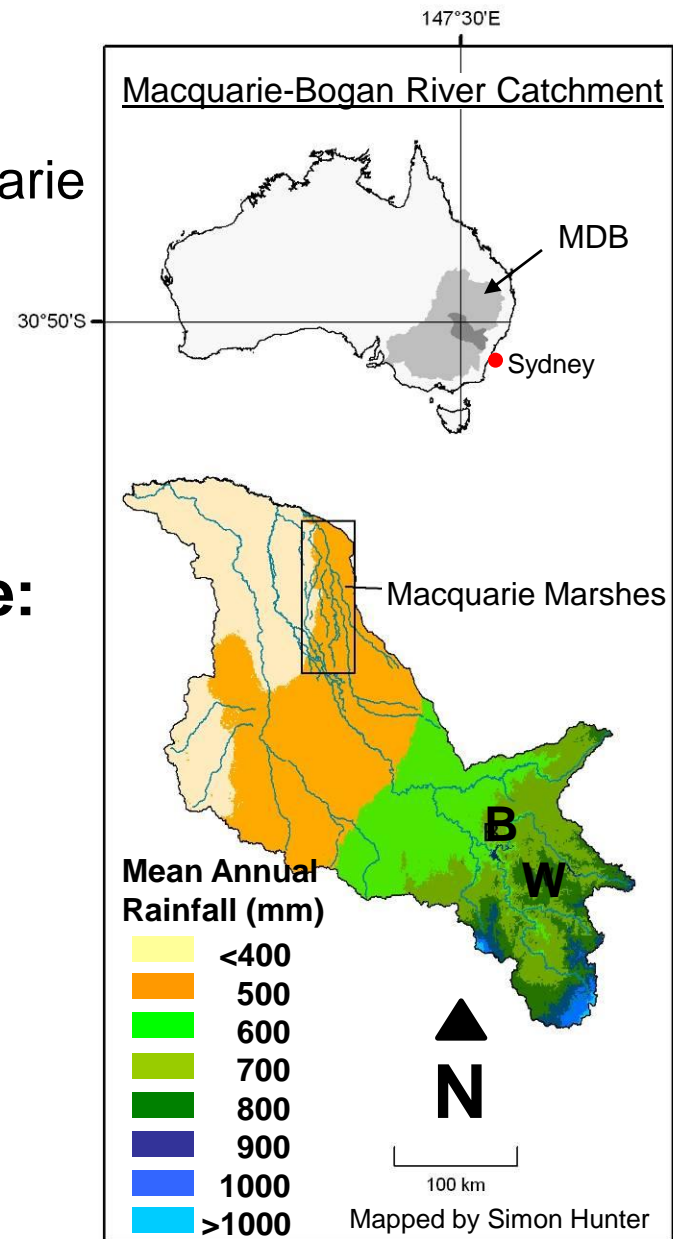 147°30'E
Macquarie-Bogan River Catchment
arie
MDB
30°50'S
Sydney
e:
Macquarie Marshes
B
W
Mean Annual
Rainfall (mm)
<400
500
600
700
800
900
1000
>1000
N
100 km
Mapped by Simon Hunter